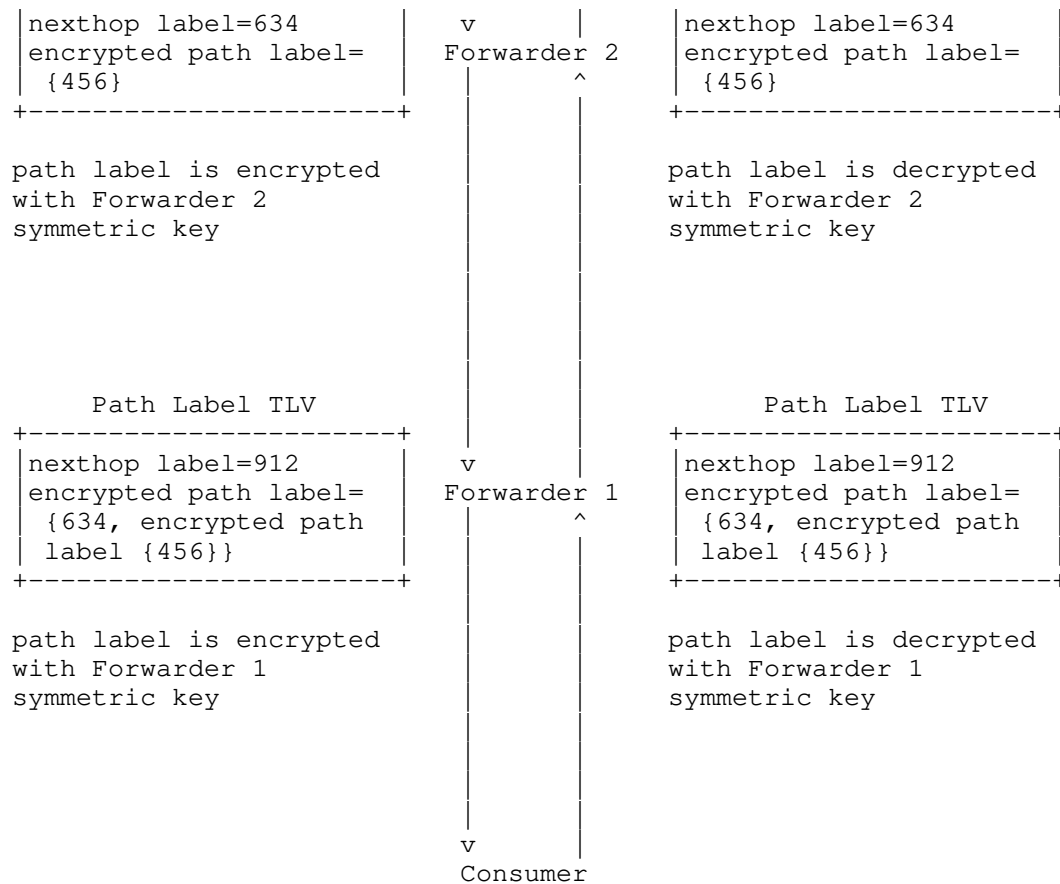 |nexthop label=634       |   v      |     |nexthop label=634       |
|encrypted path label=   |  Forwarder 2   |encrypted path label=   |
| {456}                  |   |      ^     | {456}                  |
+------------------------+   |      |     +------------------------+
path label is encrypted      |      |     path label is decrypted
with Forwarder 2             |      |     with Forwarder 2
symmetric key                |      |     symmetric key
Path Label TLV               |      |     Path Label TLV
+------------------------+   |      |     +------------------------+
|nexthop label=912       |   v      |     |nexthop label=912       |
|encrypted path label=   |  Forwarder 1   |encrypted path label=   |
| {634, encrypted path   |   |      ^     | {634, encrypted path   |
| label {456}}           |   |      |     | label {456}}           |
+------------------------+   |      |     +------------------------+
path label is encrypted      |      |     path label is decrypted
with Forwarder 1             |      |     with Forwarder 1
symmetric key                |      |     symmetric key
v      |
Consumer